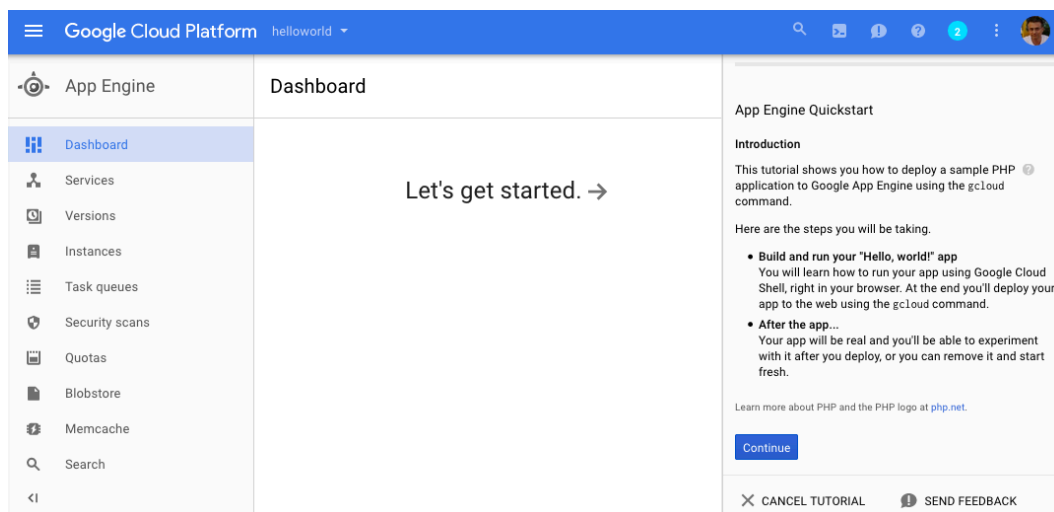 Google Cloud Platform helloworld
2
App Engine
Dashboard
Services
Versions
Instances
Task queues
Security scans
Quotas
Blobstore
Memcache
Search
Dashboard
Let's get started. →
App Engine Quickstart
Introduction
This tutorial shows you how to deploy a sample PHP
application to Google App Engine using the gcloud
command.
Here are the steps you will be taking.
• Build and run your "Hello, world!" app
You will learn how to run your app using Google Cloud
Shell, right in your browser. At the end you'll deploy your
app to the web using the gcloud command.
• After the app...
Your app will be real and you'll be able to experiment
with it after you deploy, or you can remove it and start
fresh.
Learn more about PHP and the PHP logo at php.net.
Continue
CANCEL TUTORIAL SEND FEEDBACK